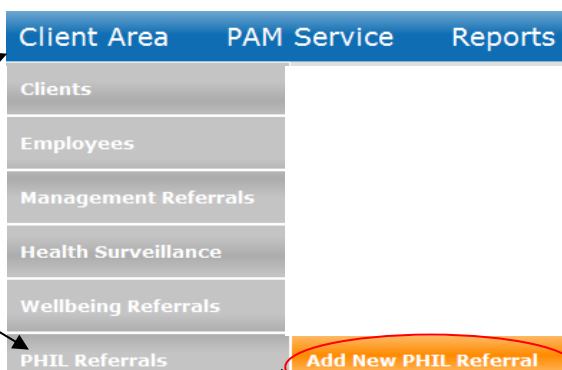 Client Area PAM Service Reports
Clients
Employees
Management Referrals
Health Surveillance
Wellbeing Referrals
PHIL Referrals Add New PHIL Referral